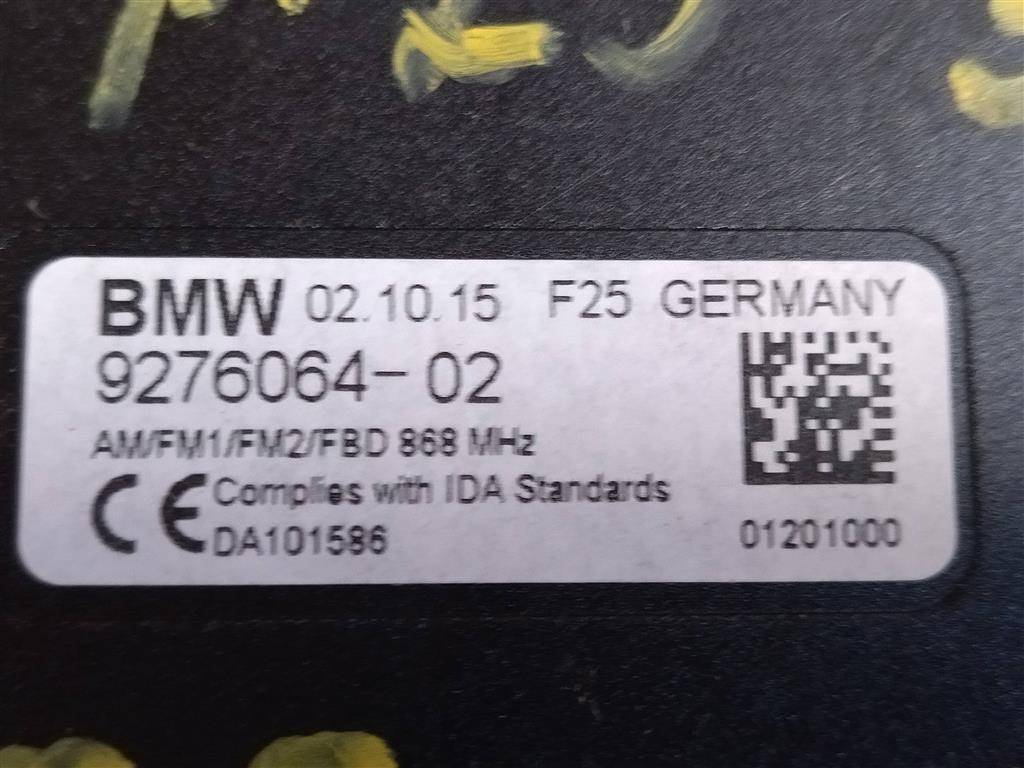 BMW 02.10.15 F25 GERMANY
9276064-02
AM/FM1/FM2/FBD 868 MHz
CE Complies with IDA Standards
DA101586
01201000